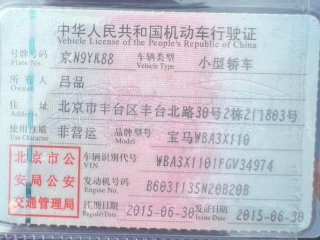 中华人民共和国机动车行驶证
Vehicle License of the People's Republic of China
号牌号码 京N9YK88 车辆类型 小型轿车
Plate No. Vehicle Type
所有人 吕品
Owner
住址 北京市丰台区丰台北路30号2栋2门803号
Address
使用性质 非营运 品牌型号 宝马WBA3X110
Use Character Model
北京市公
安局公安
交通管理局
车辆识别代号 WBA3X1101FGV34974
VIN
发动机号码 B6031135N20B20B
Engine No.
注册日期 2015-06-30 发证日期 2015-06-30
Register Date Issue Date